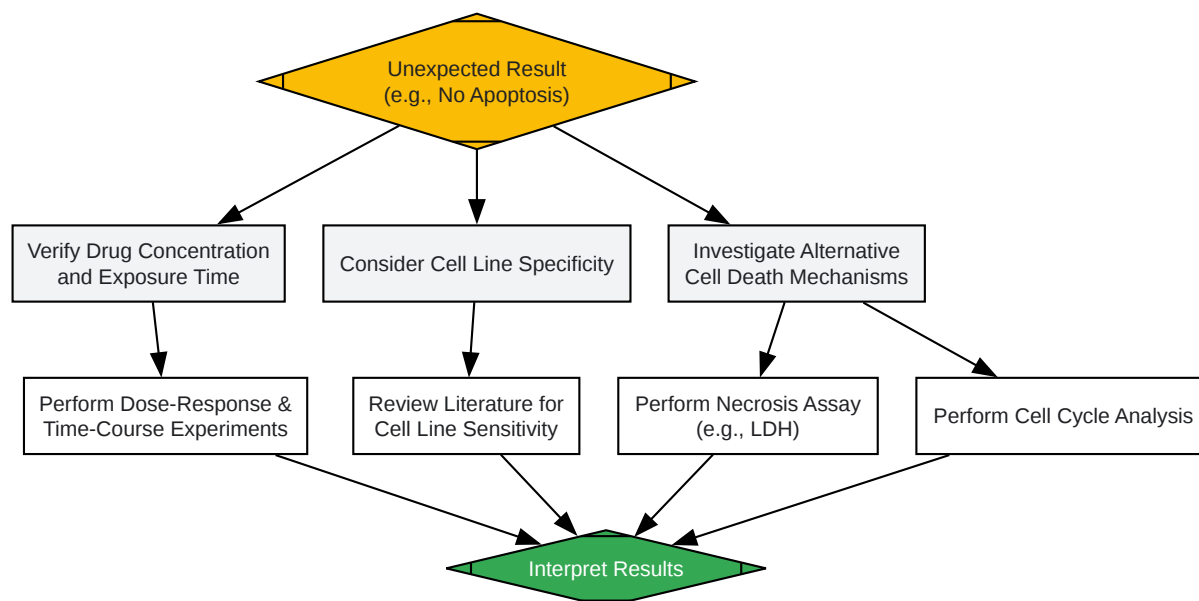 Unexpected Result
(e.g., No Apoptosis)
Verify Drug Concentration
and Exposure Time
Consider Cell Line Specificity
Investigate Alternative
Cell Death Mechanisms
Perform Dose-Response &
Time-Course Experiments
Review Literature for
Cell Line Sensitivity
Perform Necrosis Assay
(e.g., LDH)
Perform Cell Cycle Analysis
Interpret Results